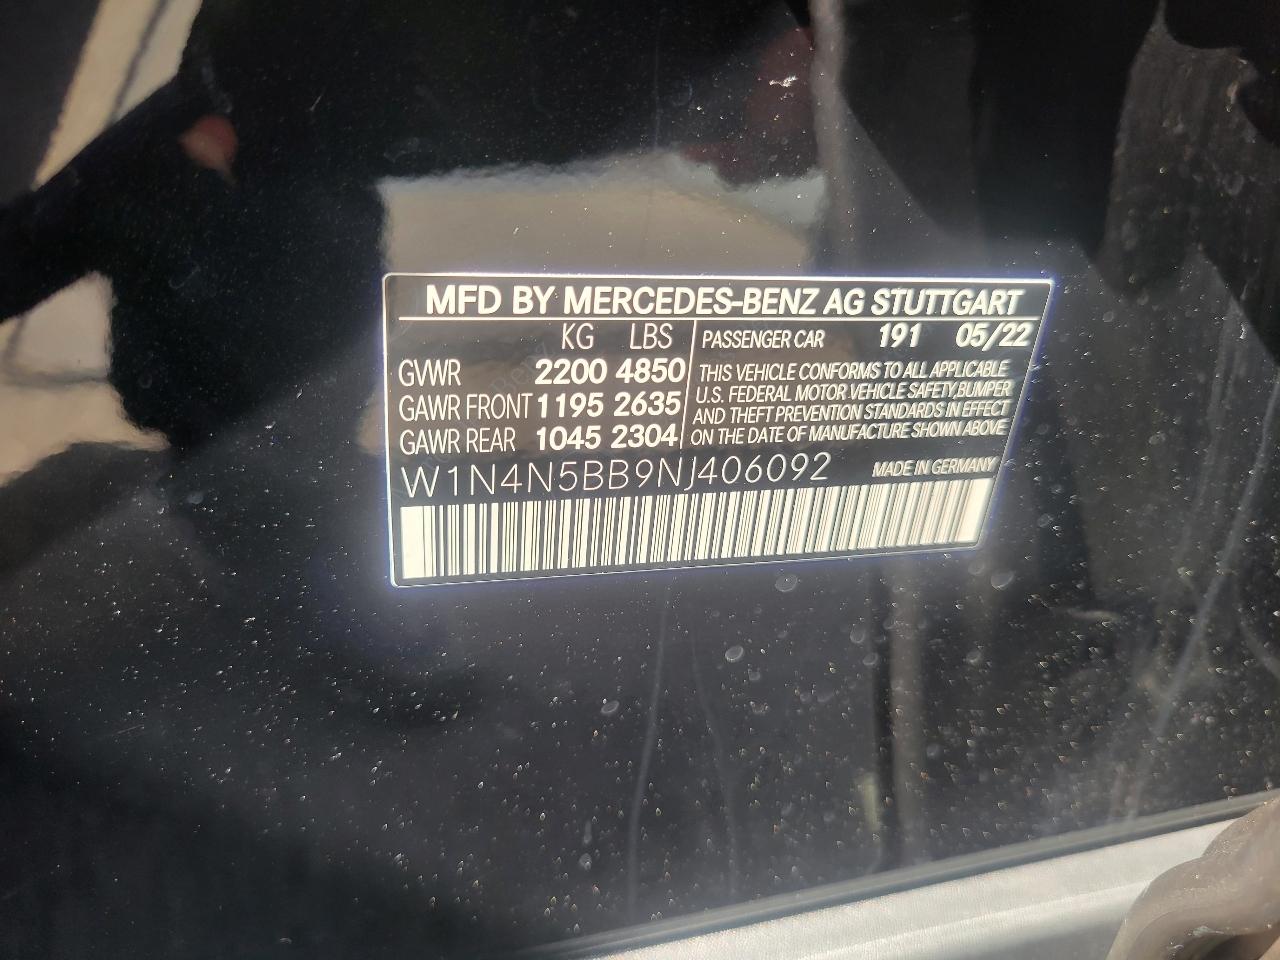 MFD BY MERCEDES-BENZ AG STUTTGART
KG LBS
GVWR 2200 4850
GAWR FRONT 1195 2635
GAWR REAR 1045 2304
PASSENGER CAR 191 05/22
THIS VEHICLE CONFORMS TO ALL APPLICABLE
U.S. FEDERAL MOTOR VEHICLE SAFETY,BUMPER
AND THEFT PREVENTION STANDARDS IN EFFECT
ON THE DATE OF MANUFACTURE SHOWN ABOVE
W1N4N5BB9NJ406092 MADE IN GERMANY